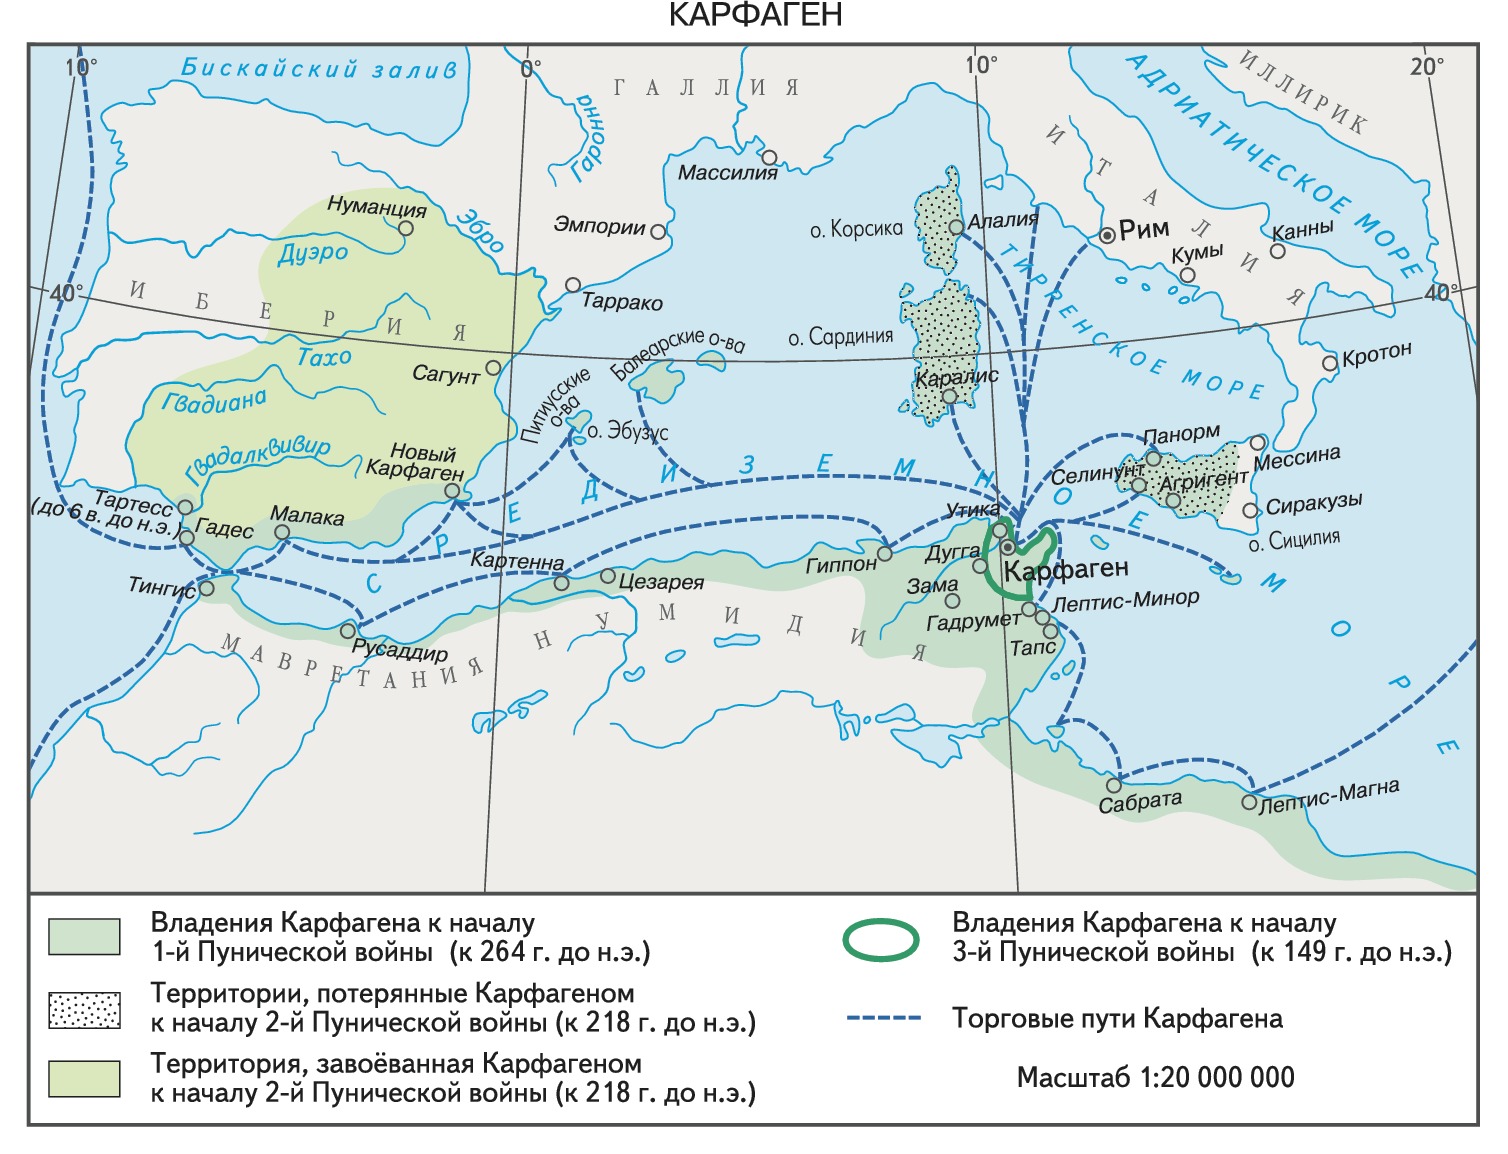 КАРФАГЕН
10°
0°
10°
20°
Бискайский залив
ГАЛЛИЯ
ИЛЛИРИК
АДРИАТИЧЕСКОЕ МОРЕ
Гаронна
Массилия
ИТАЛИЯ
Нуманция
Эбро
Эмпории
о. Корсика
Алалия
Рим
Канны
Дуэро
Кумы
ТИРРЕНСКОЕ МОРЕ
40°
40°
ИБЕРИЯ
Таррако
о. Сардиния
Балеарские о-ва
Тахо
Сагунт
Кротон
Каралис
Питиусские
о-ва
о. Эбузус
Гвадиана
Гвадалквивир
Новый
Карфаген
Панорм
Мессина
Селинунт
Агригент
Сиракузы
о. Сицилия
Тартесс
(до 6 в. до н.э.)
Гадес
Малака
СРЕДИЗЕМНОЕ МОРЕ
Утика
Картенна
Цезарея
Гиппон
Дугга
Карфаген
Тингис
Зама
Лептис-Минор
Гадрумет
Тапс
Русаддир
МАВРЕТАНИЯ
НУМИДИЯ
Сабрата
Лептис-Магна
Владения Карфагена к началу
1-й Пунической войны (к 264 г. до н.э.)
Территории, потерянные Карфагеном
к началу 2-й Пунической войны (к 218 г. до н.э.)
Территория, завоёванная Карфагеном
к началу 2-й Пунической войны (к 218 г. до н.э.)
Владения Карфагена к началу
3-й Пунической войны (к 149 г. до н.э.)
Торговые пути Карфагена
Масштаб 1:20 000 000